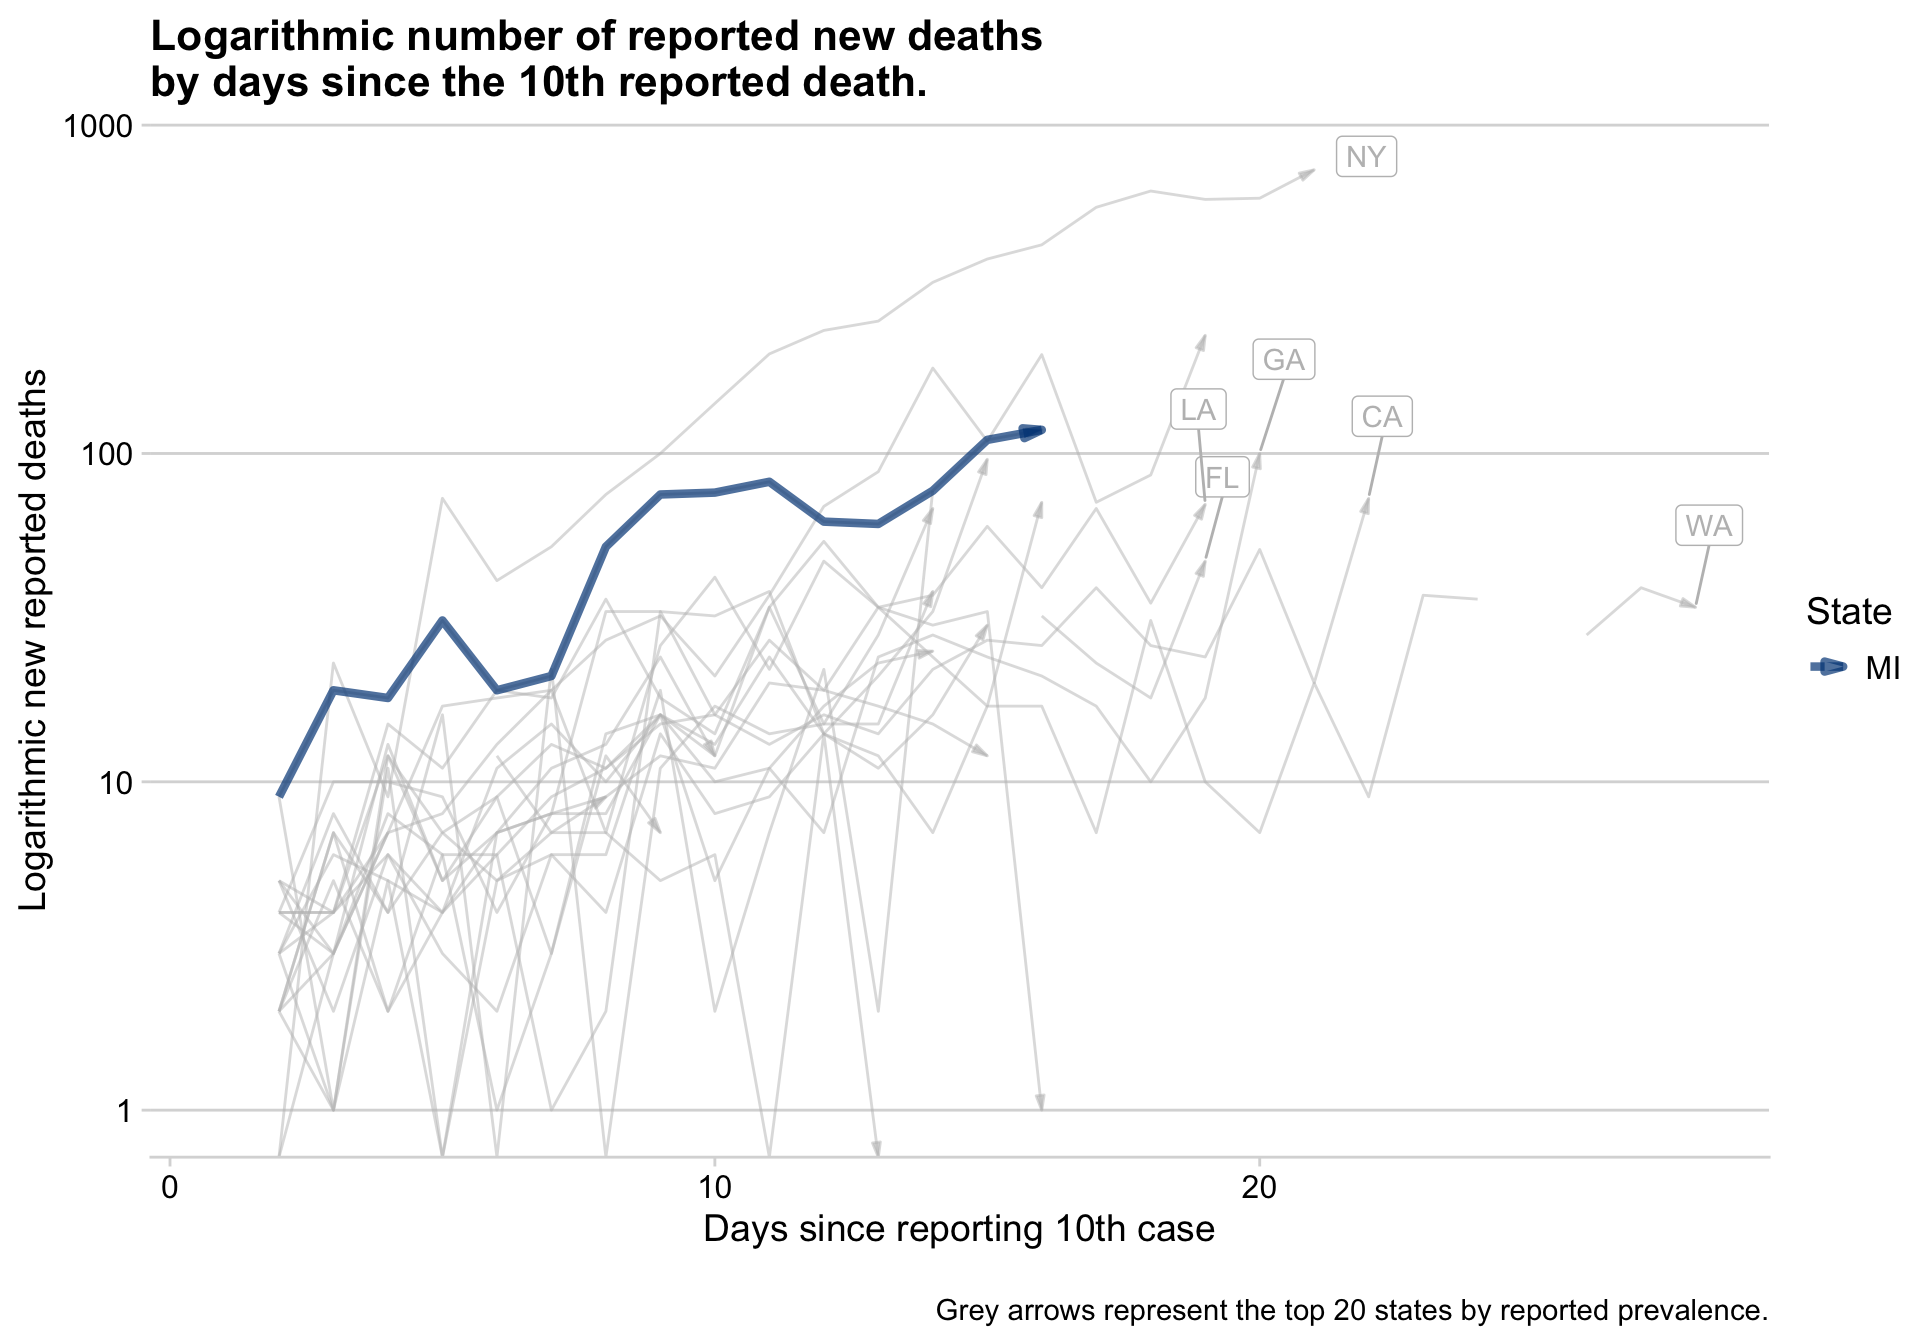 Logarithmic number of reported new deaths
by days since the 10th reported death.
Logarithmic new reported deaths
1000
100
10
1
NY
GA
LA
CA
FL
WA
State
MI
0
10
20
Days since reporting 10th case
Grey arrows represent the top 20 states by reported prevalence.